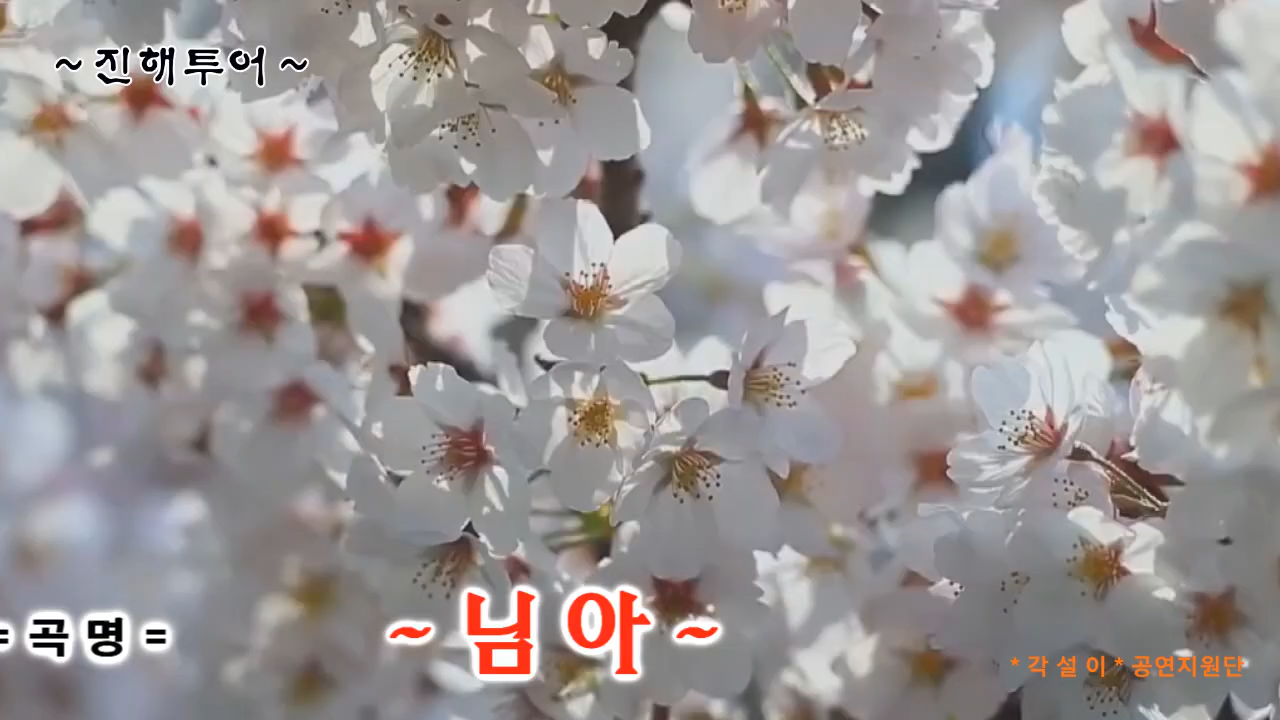 ~ 진해투어 ~
= 곡 명 =
~ 님 아 ~
* 각 설 이 * 공연지원단